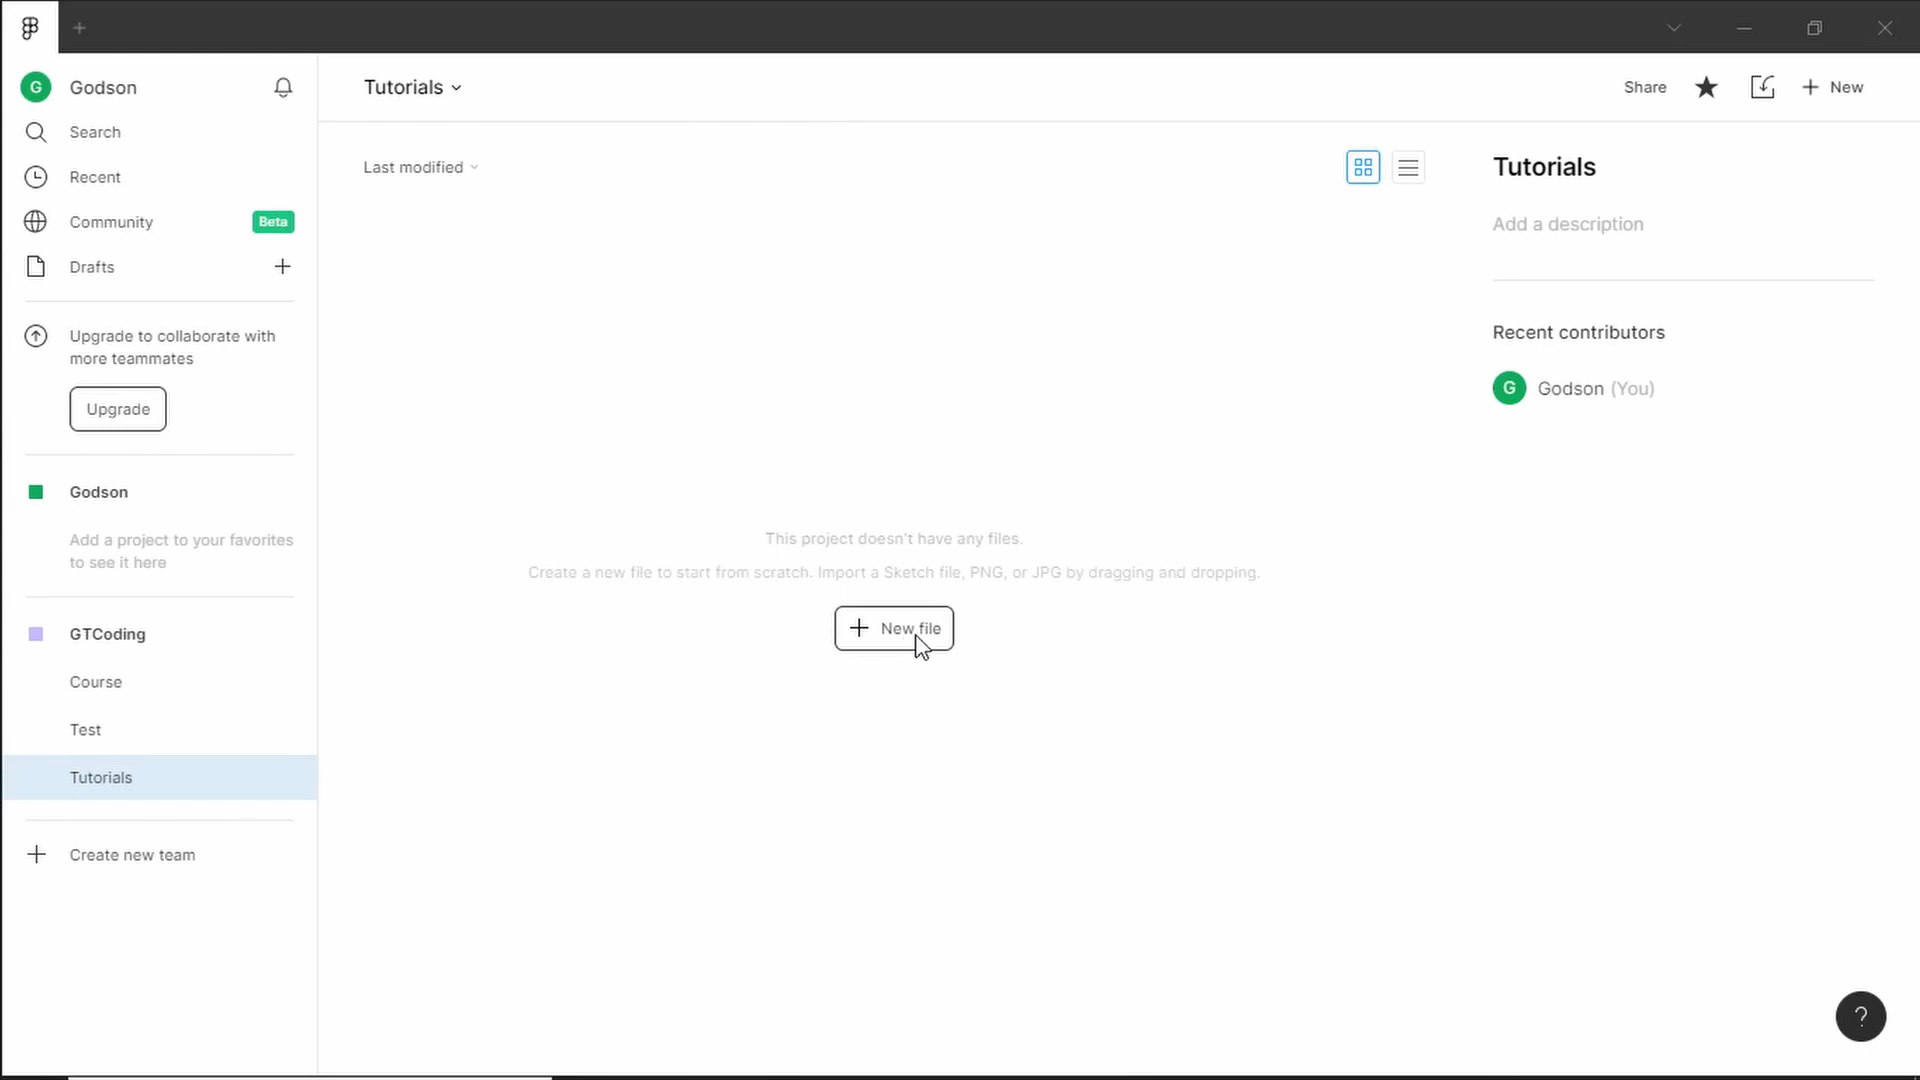 G Godson
Search
Recent
Community Beta
Drafts
Upgrade to collaborate with
more teammates
Upgrade
Godson
Add a project to your favorites
to see it here
GTCoding
Course
Test
Tutorials
Create new team
Tutorials
Share
New
Last modified
This project doesn't have any files.
Create a new file to start from scratch. Import a Sketch file, PNG, or JPG by dragging and dropping.
New file
Tutorials
Add a description
Recent contributors
G Godson (You)
?